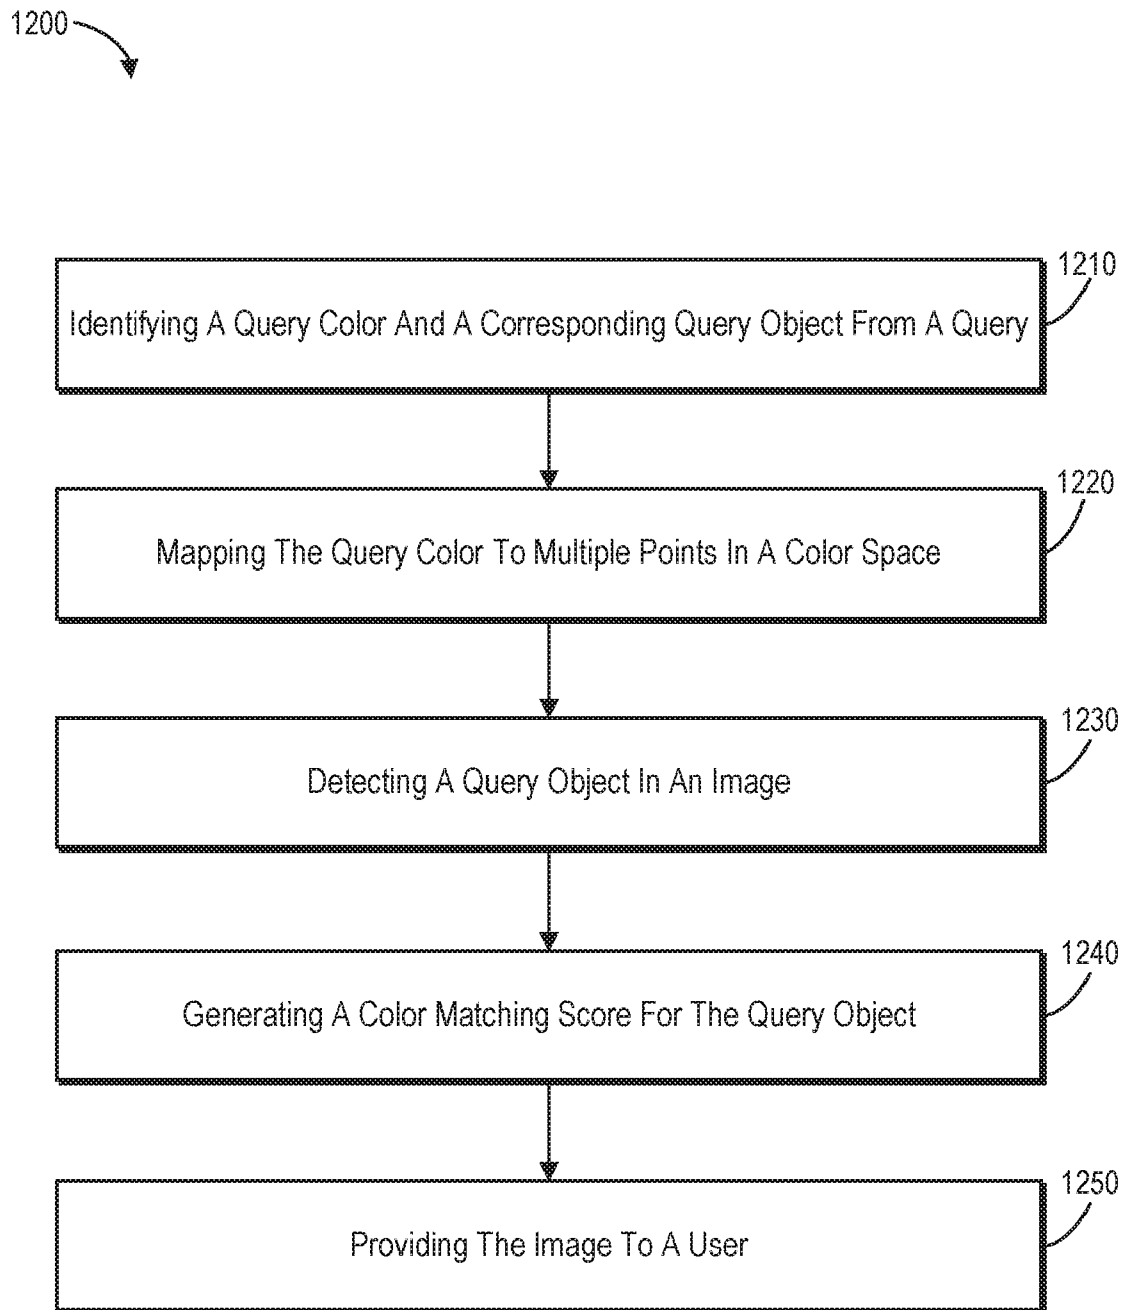 1200
1210
Identifying A Query Color And A Corresponding Query Object From A Query
1220
Mapping The Query Color To Multiple Points In A Color Space
1230
Detecting A Query Object In An Image
1240
Generating A Color Matching Score For The Query Object
1250
Providing The Image To A User